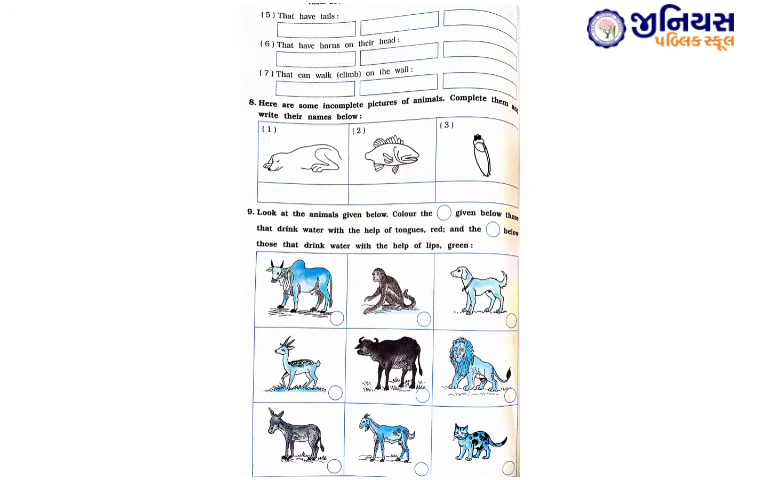 જીનિયસ
પબ્લિક સ્કૂલ
(5) That have tails:
(6) That have horns on their head:
(7) That can walk (climb) on the wall:
8. Here are some incomplete pictures of animals. Complete them
write their names below:
(1)
(2)
(3)
9. Look at the animals given below. Colour the given below those
that drink water with the help of tongues, red; and the below
those that drink water with the help of lips, green: